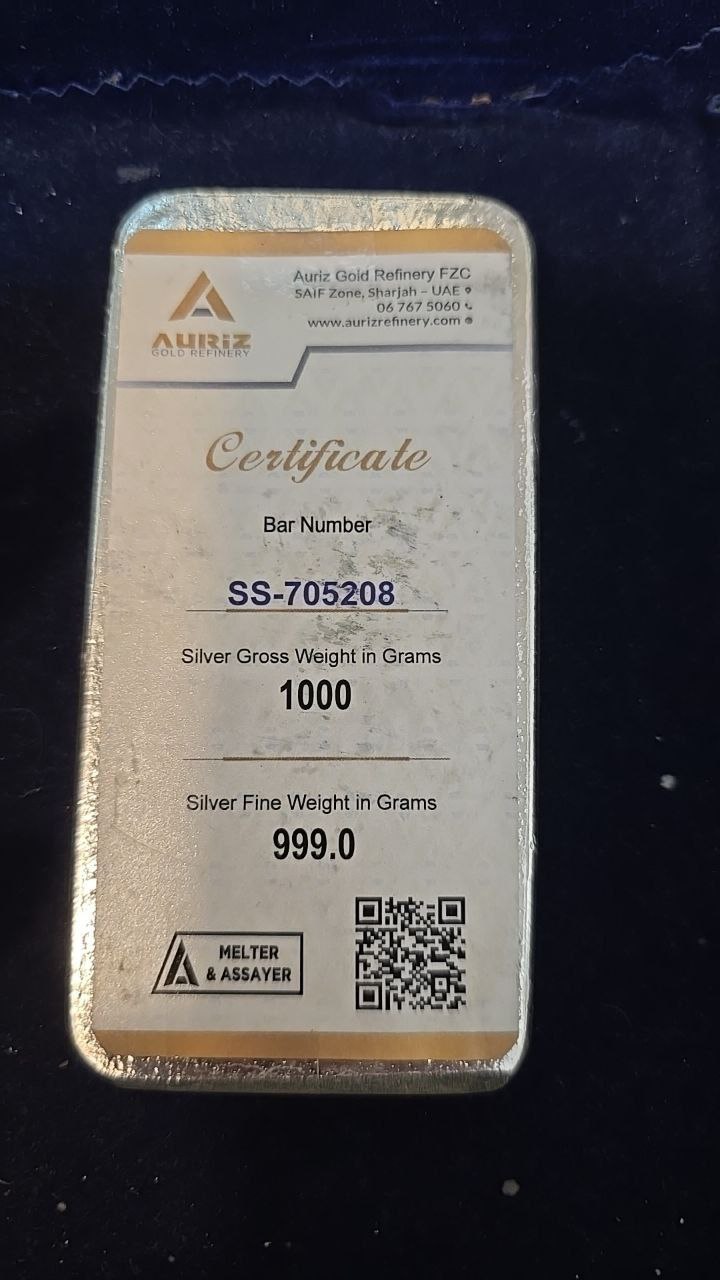 AURIZ
GOLD REFINERY
Auriz Gold Refinery FZC
SAIF Zone, Sharjah – UAE
06 767 5060
www.aurizrefinery.com
Certificate
Bar Number
SS-705208
Silver Gross Weight in Grams
1000
Silver Fine Weight in Grams
999.0
MELTER
& ASSAYER